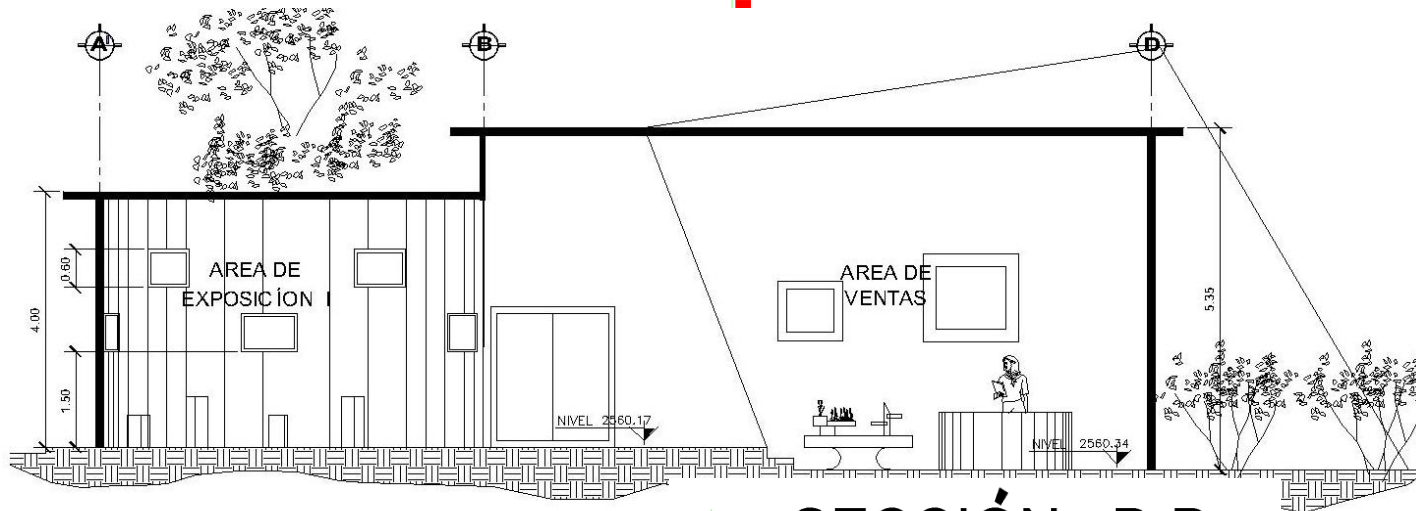 A'
B
D
AREA DE
EXPOSICÍON I
AREA DE
VENTAS
0.60
4.00
1.50
5.35
NIVEL 2560.17
NIVEL 2560.34